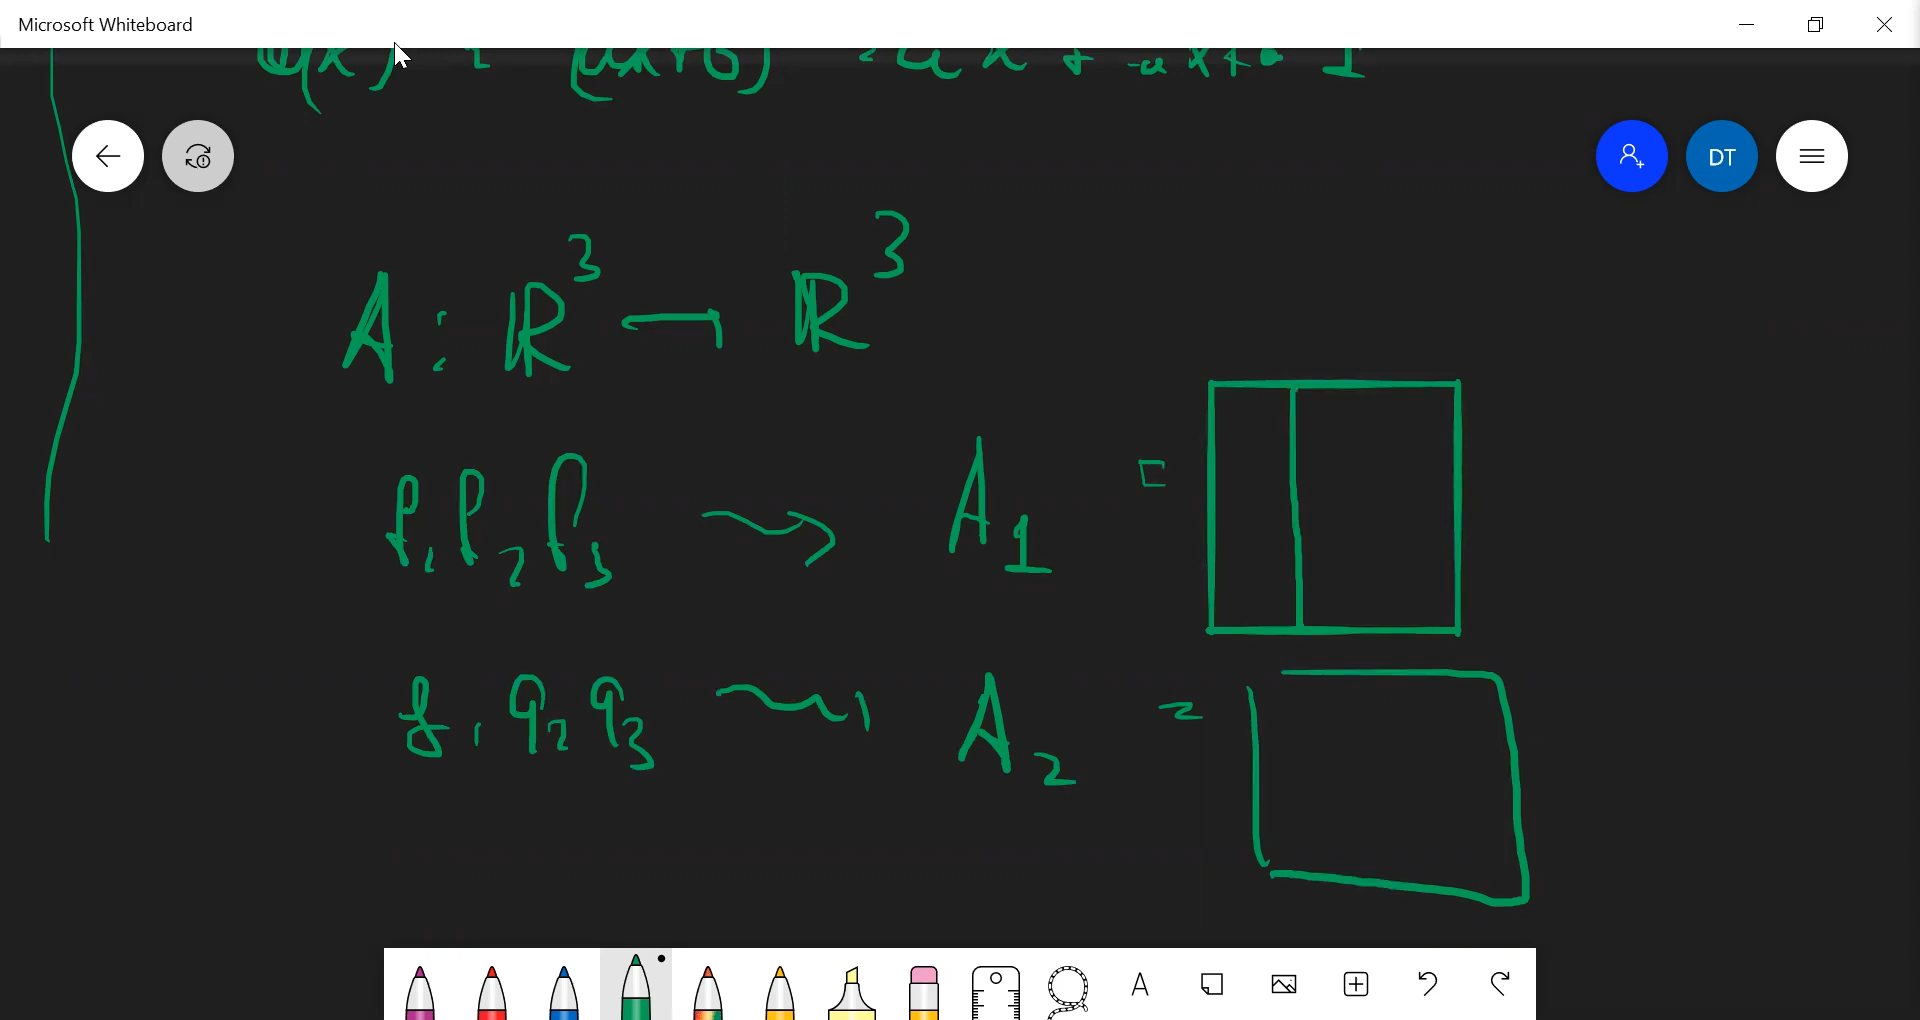 Microsoft Whiteboard
DT
A : ℝ³ → ℝ³
P₁ P₂ P₃ ⇝ A₁ =
q₁ q₂ q₃ ⇝ A₂ =